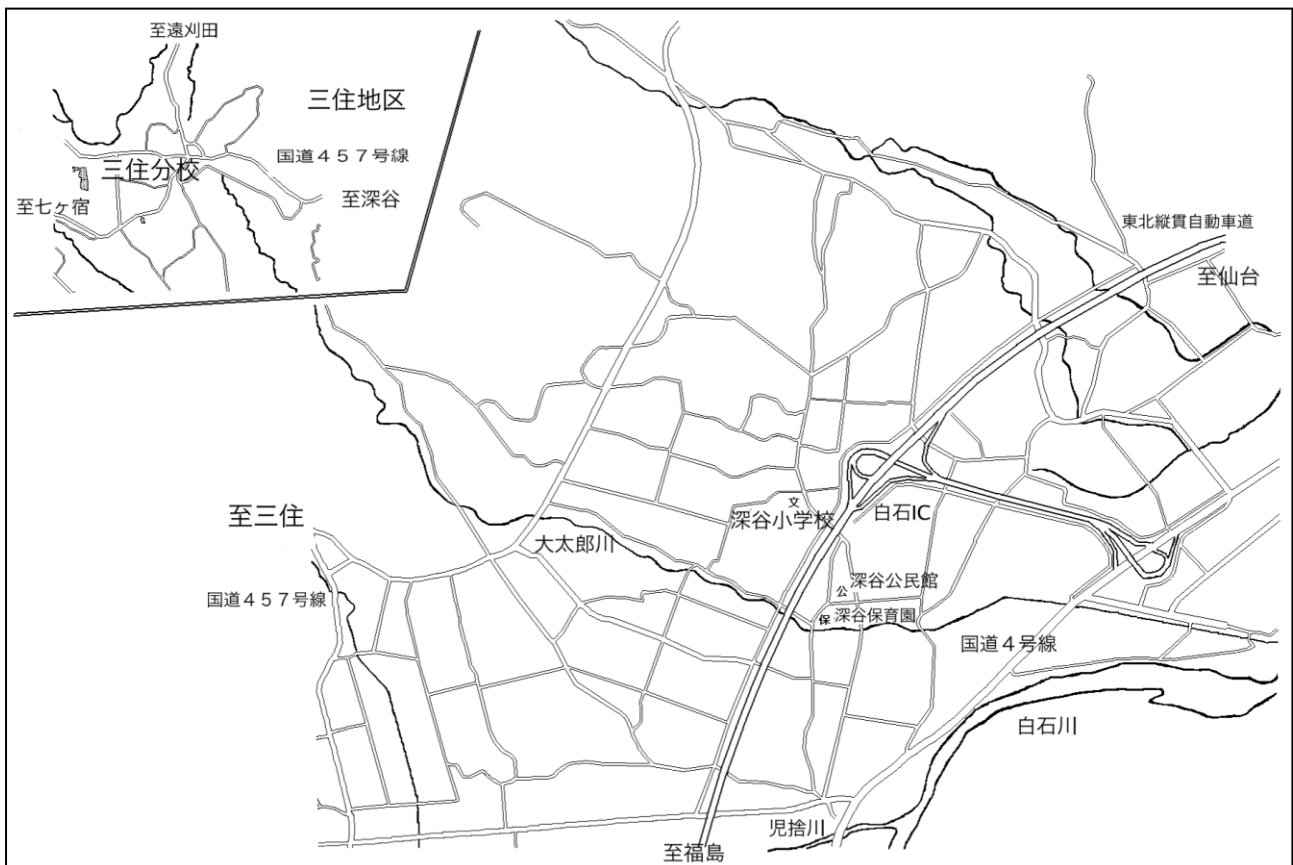 至遠刈田
三住地区
国道４５７号線
三住分校
至七ヶ宿
至深谷
東北縦貫自動車道
至仙台
文
深谷小学校
白石IC
至三住
大太郎川
国道４５７号線
公 深谷公民館
保 深谷保育園
国道４号線
白石川
児捨川
至福島